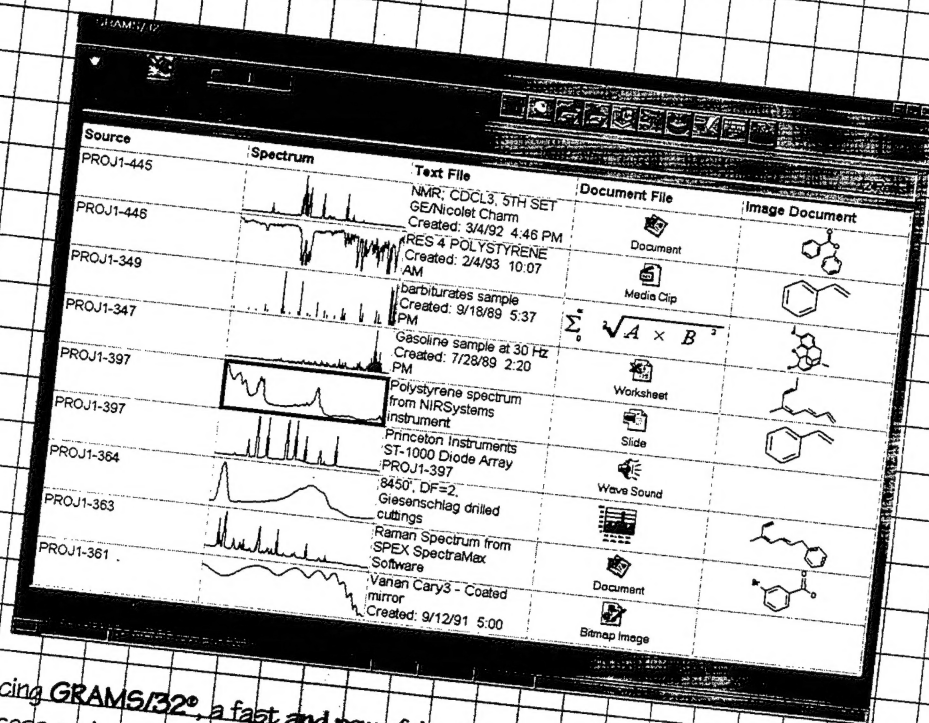 GRAMS/32
Source Spectrum Text File Document File Image Document
PROJ1-445
NMR; CDCL3, 5TH SET
GE/Nicolet Charm
Created: 3/4/92 4:46 PM
Document
PROJ1-446
RES 4 POLYSTYRENE
Created: 2/4/93 10:07
AM
Media Clip
PROJ1-349
barbiturates sample
Created: 9/18/89 5:37
PM
Σ n 0 2√A × B 2
PROJ1-347
Gasoline sample at 30 Hz
Created: 7/28/89 2:20
PM
Worksheet
PROJ1-397
Polystyrene spectrum
from NIRSystems
instrument
Slide
PROJ1-397
Princeton Instruments
ST-1000 Diode Array
PROJ1-397
Wave Sound
PROJ1-364
8450', DF=2,
Giesenschlag drilled
cuttings
PROJ1-363
Raman Spectrum from
SPEX SpectraMax
Software
Document
PROJ1-361
Varian Cary3 - Coated
mirror
Created: 9/12/91 5:00
Bitmap Image
cing GRAMS/32®, a fast and